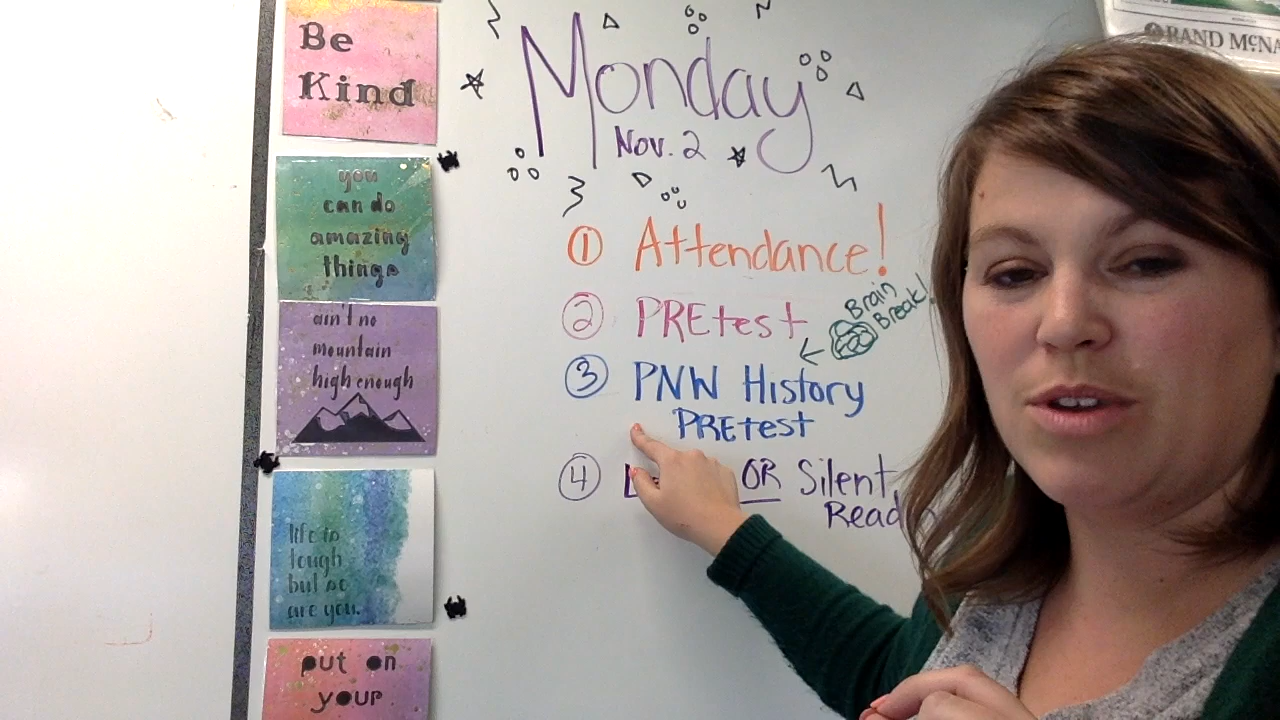 Be
Kind
you
can do
amazing
things
ain't no
mountain
high enough
life is
tough
but so
are you.
put on
your
Monday
Nov. 2
① Attendance!
② PREtest
Brain
Break!
③ PNW History
PREtest
④ OR Silent
Read
RAND McNA